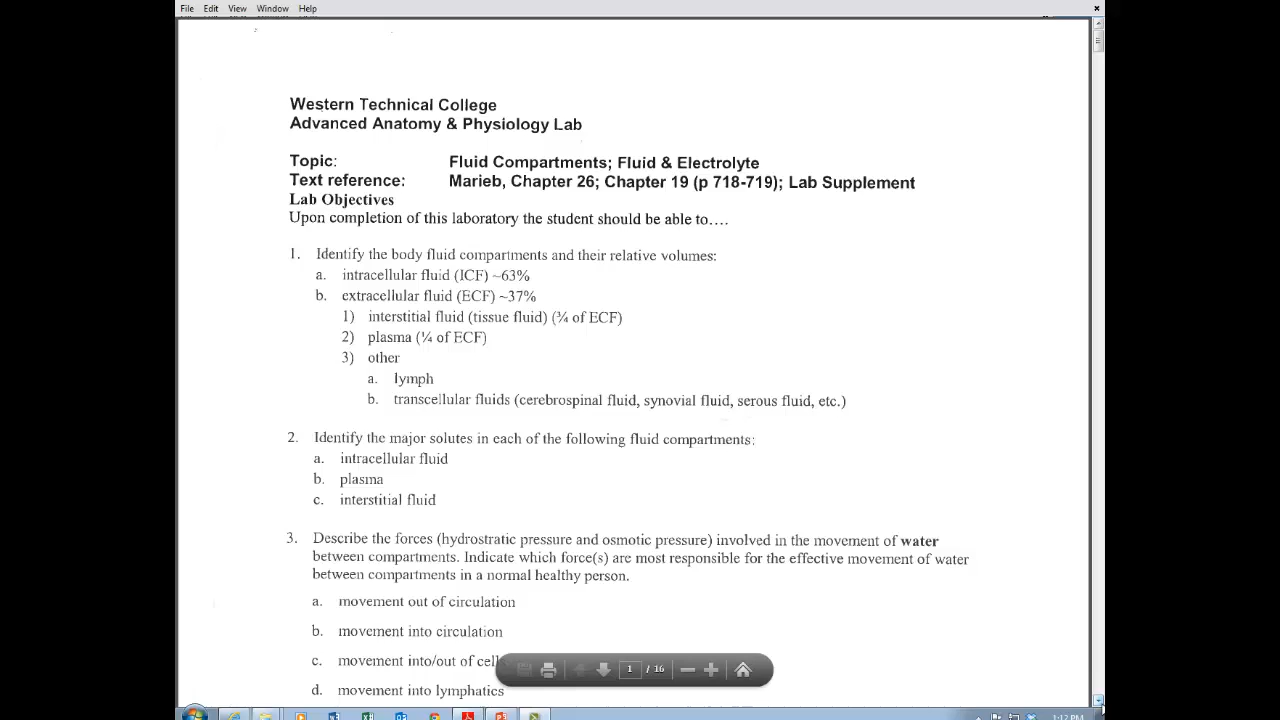 File Edit View Window Help
Western Technical College
Advanced Anatomy & Physiology Lab
Topic: Fluid Compartments; Fluid & Electrolyte
Text reference: Marieb, Chapter 26; Chapter 19 (p 718-719); Lab Supplement
Lab Objectives
Upon completion of this laboratory the student should be able to….
1. Identify the body fluid compartments and their relative volumes:
a. intracellular fluid (ICF) ~63%
b. extracellular fluid (ECF) ~37%
1) interstitial fluid (tissue fluid) (¾ of ECF)
2) plasma (¼ of ECF)
3) other
a. lymph
b. transcellular fluids (cerebrospinal fluid, synovial fluid, serous fluid, etc.)
2. Identify the major solutes in each of the following fluid compartments:
a. intracellular fluid
b. plasma
c. interstitial fluid
3. Describe the forces (hydrostratic pressure and osmotic pressure) involved in the movement of water
between compartments. Indicate which force(s) are most responsible for the effective movement of water
between compartments in a normal healthy person.
a. movement out of circulation
b. movement into circulation
c. movement into/out of cell
1 / 16
d. movement into lymphatics
1:12 PM